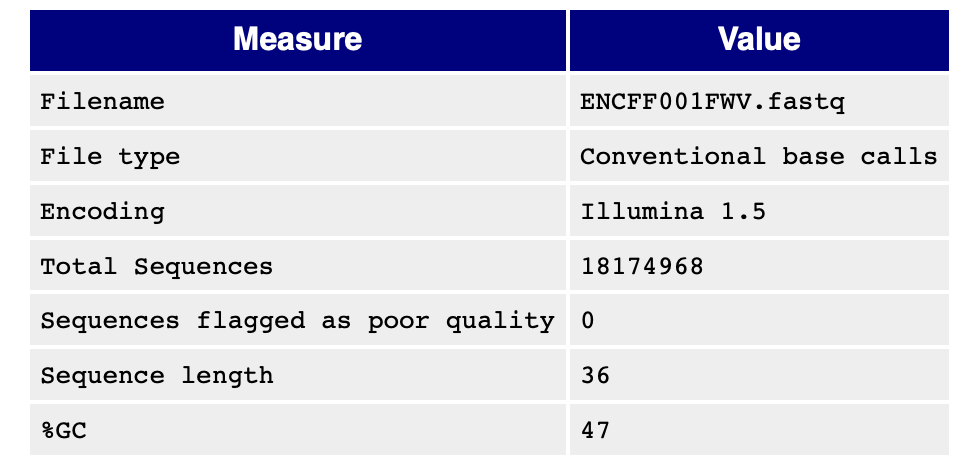 Measure Value
Filename ENCFF001FWV.fastq
File type Conventional base calls
Encoding Illumina 1.5
Total Sequences 18174968
Sequences flagged as poor quality 0
Sequence length 36
%GC 47